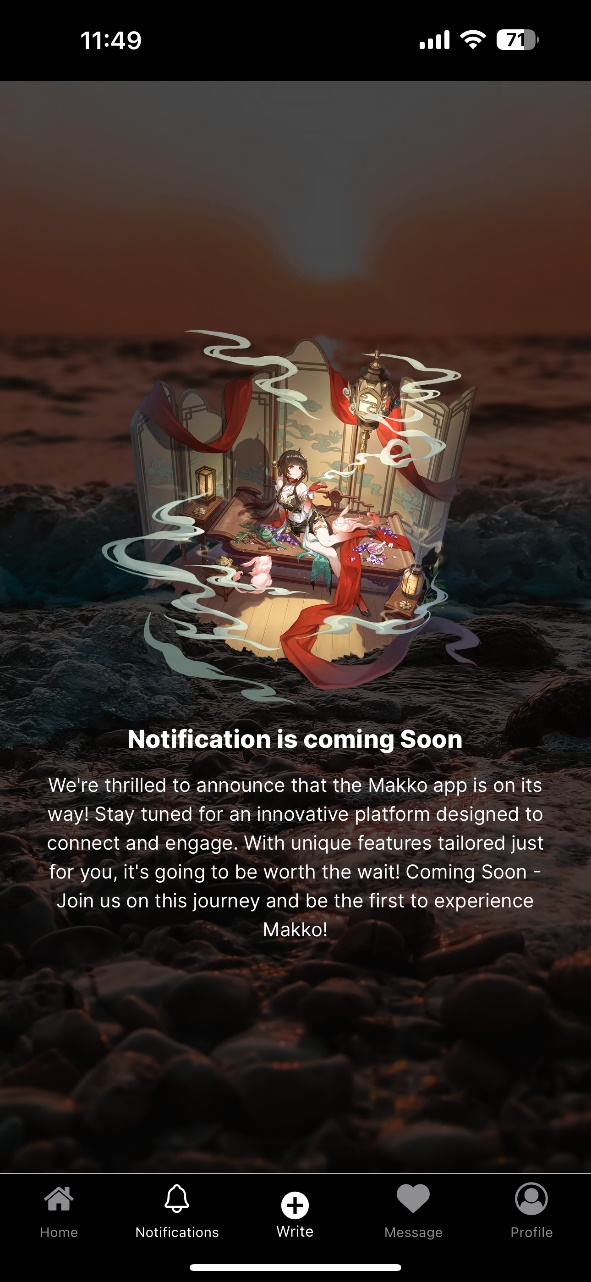 11:49
71
Notification is coming Soon
We're thrilled to announce that the Makko app is on its
way! Stay tuned for an innovative platform designed to
connect and engage. With unique features tailored just
for you, it's going to be worth the wait! Coming Soon -
Join us on this journey and be the first to experience
Makko!
Home
Notifications
Write
Message
Profile